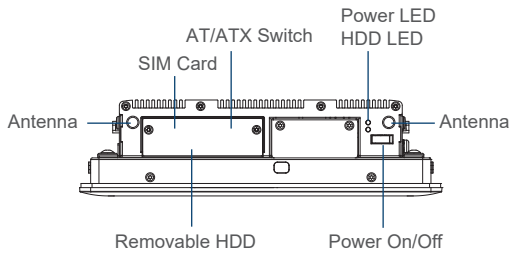 Power LED
HDD LED
AT/ATX Switch
SIM Card
Antenna
Antenna
Removable HDD
Power On/Off